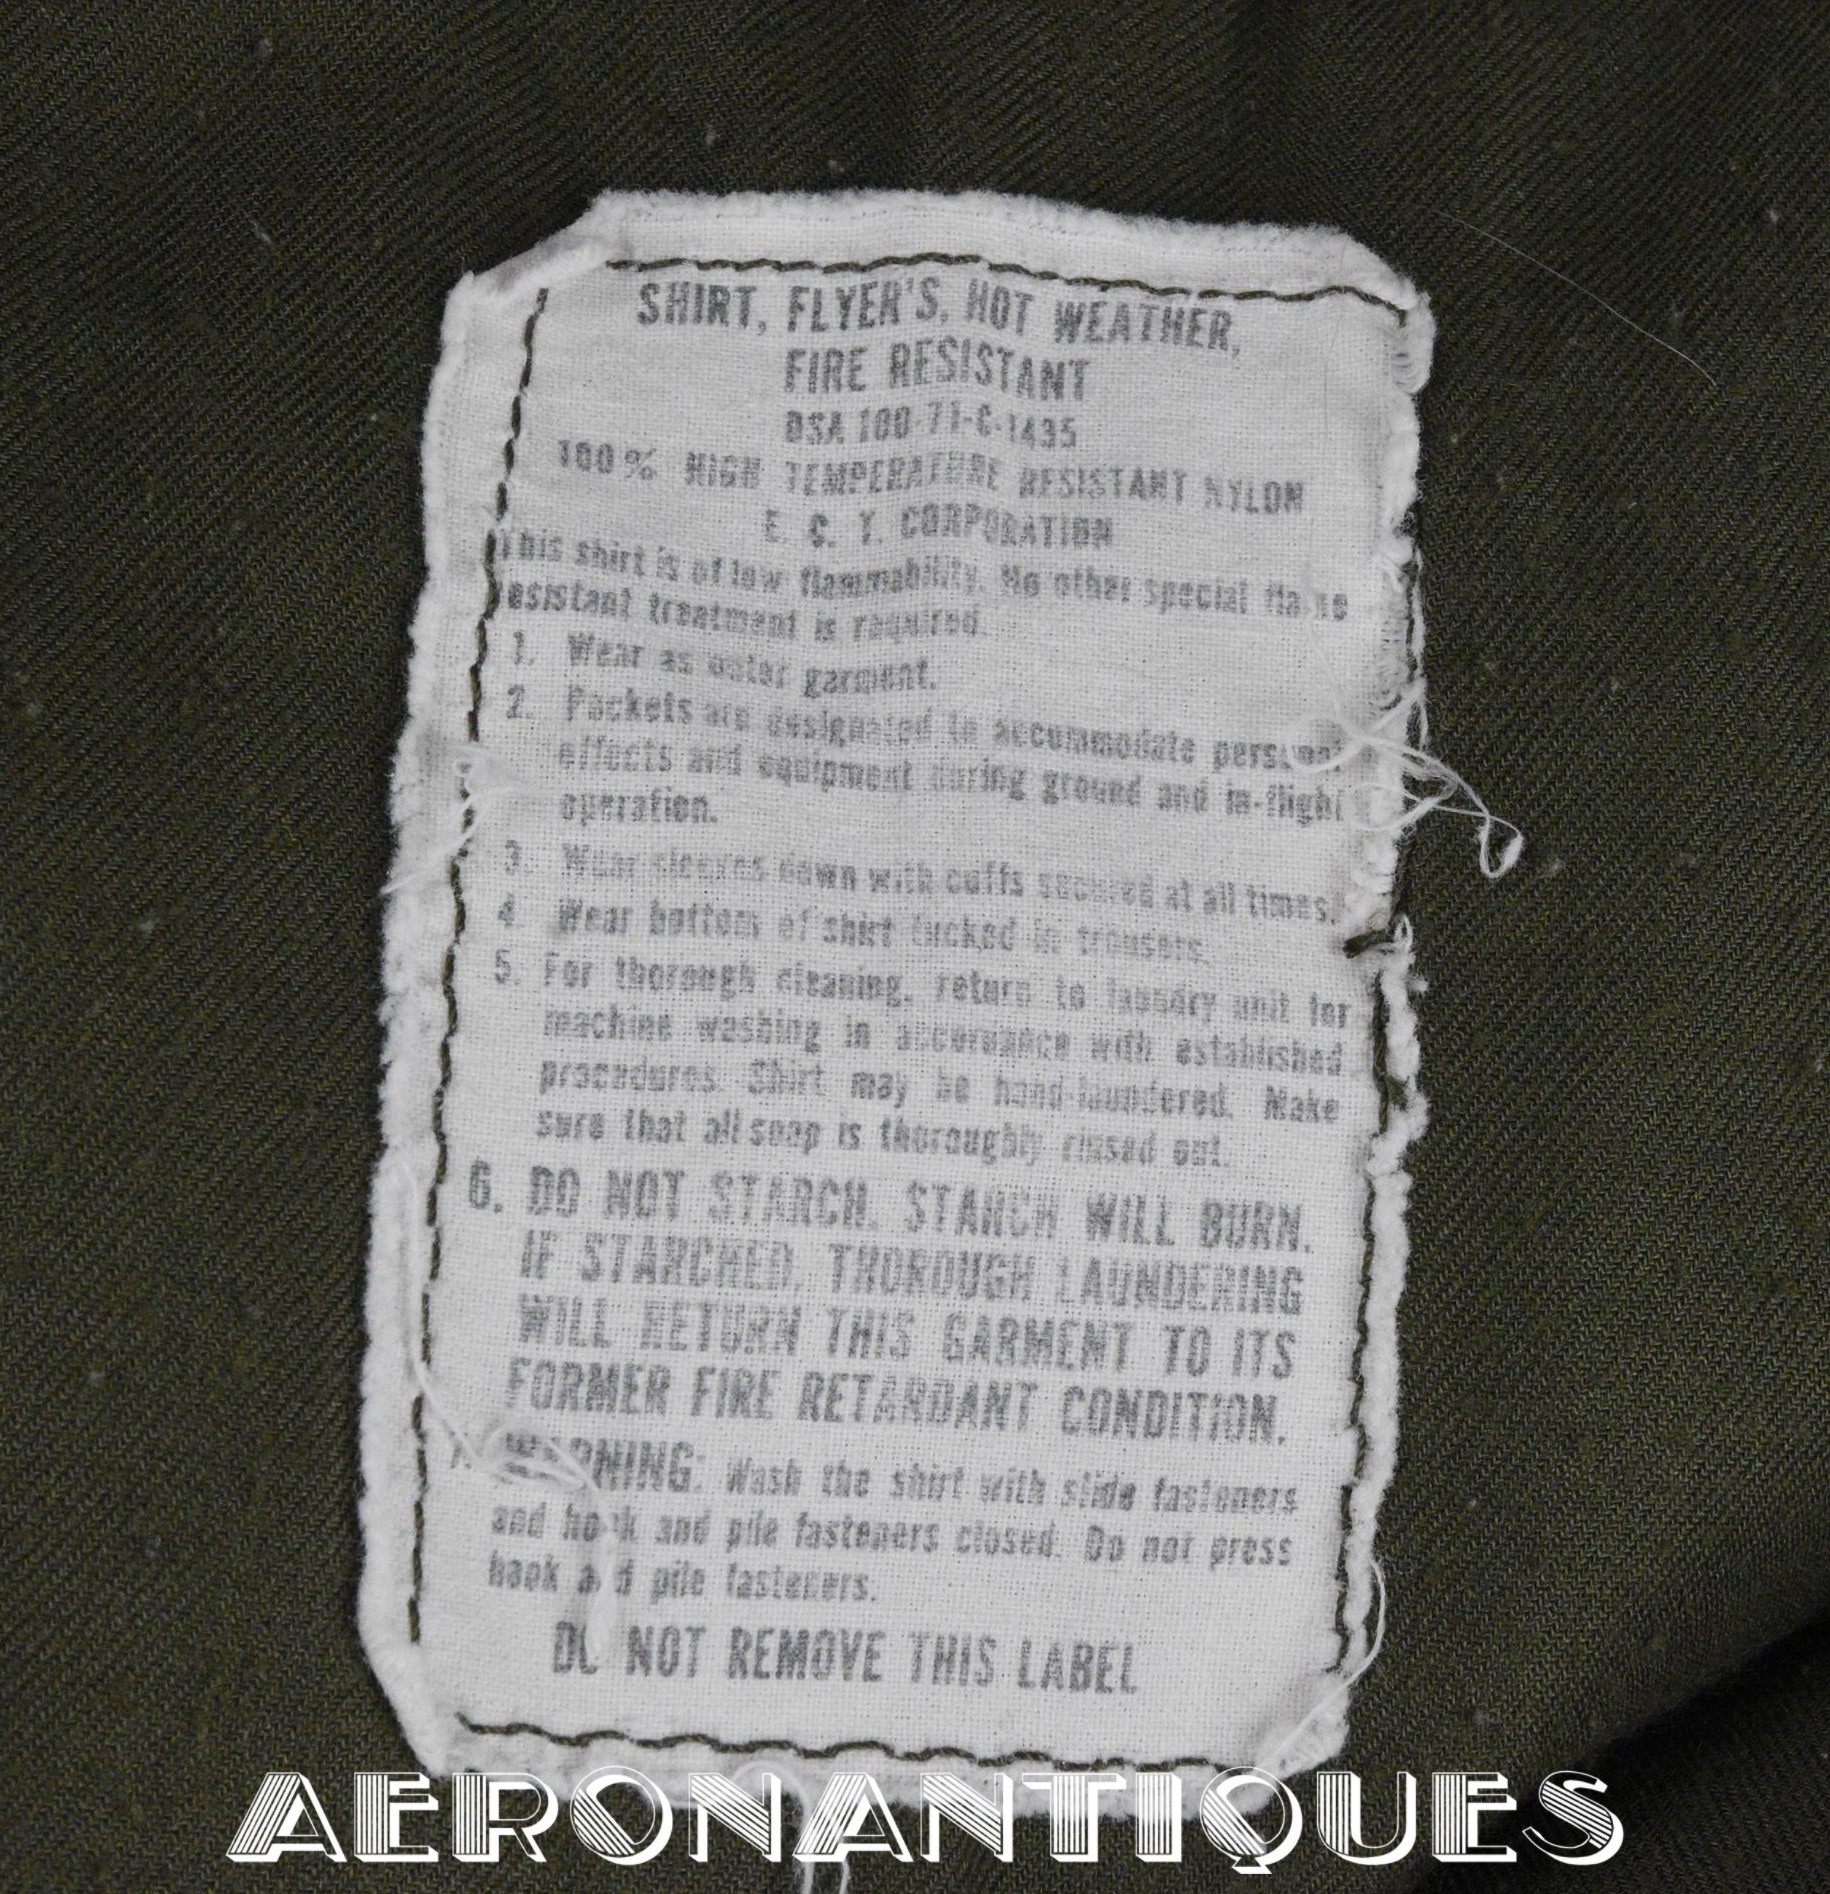 SHIRT, FLYER'S, HOT WEATHER,
FIRE RESISTANT
DSA 100-71-C-1435
100% HIGH TEMPERATURE RESISTANT NYLON
E. C. T. CORPORATION
This shirt is of low flammability. No other special flame
resistant treatment is required.
1. Wear as outer garment.
2. Pockets are designated to accommodate personal
effects and equipment during ground and in-flight
operation.
3. Wear sleeves down with cuffs secured at all times.
4. Wear bottom of shirt tucked in trousers.
5. For thorough cleaning, return to laundry unit for
machine washing in accordance with established
procedures. Shirt may be hand-laundered. Make
sure that all soap is thoroughly rinsed out.
6. DO NOT STARCH. STARCH WILL BURN.
IF STARCHED, THOROUGH LAUNDERING
WILL RETURN THIS GARMENT TO ITS
FORMER FIRE RETARDANT CONDITION.
7. WARNING: Wash the shirt with slide fasteners
and hook and pile fasteners closed. Do not press
hook and pile fasteners.
DO NOT REMOVE THIS LABEL
AERONANTIQUES